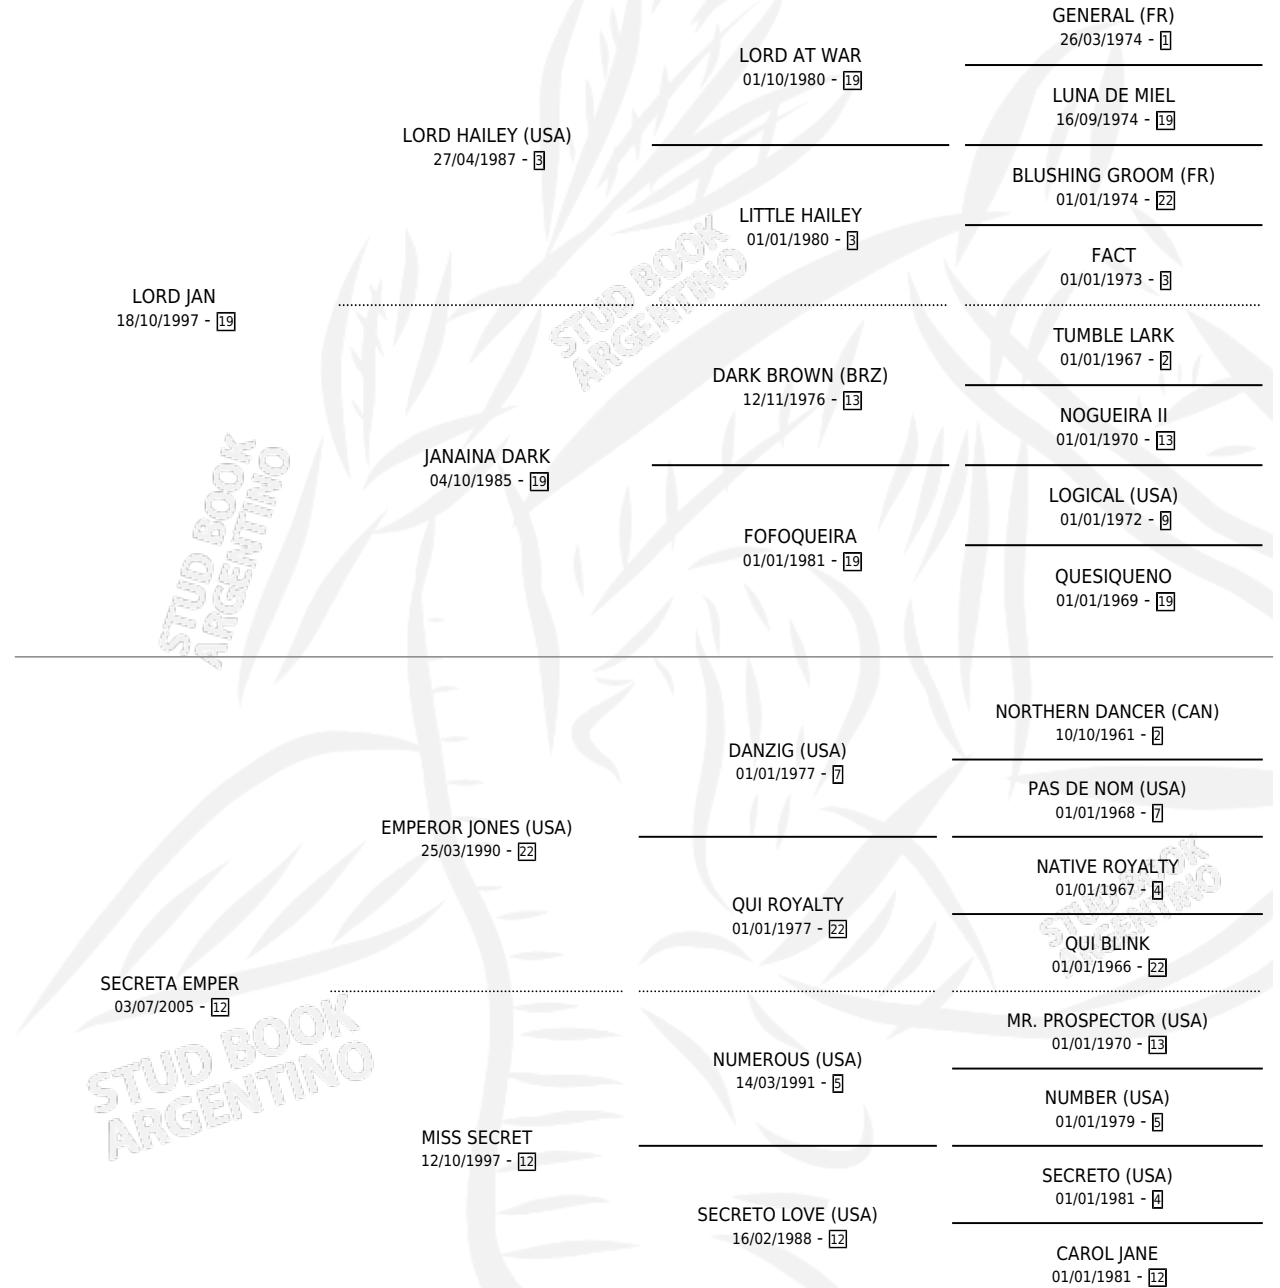 GENERAL (FR)
26/03/1974 - 1
LORD AT WAR
01/10/1980 - 19
LUNA DE MIEL
16/09/1974 - 19
LORD HAILEY (USA)
27/04/1987 - 3
BLUSHING GROOM (FR)
01/01/1974 - 22
LITTLE HAILEY
01/01/1980 - 3
FACT
01/01/1973 - 3
LORD JAN
18/10/1997 - 19
TUMBLE LARK
01/01/1967 - 2
DARK BROWN (BRZ)
12/11/1976 - 13
NOGUEIRA II
01/01/1970 - 13
JANAINA DARK
04/10/1985 - 19
LOGICAL (USA)
01/01/1972 - 9
FOFOQUEIRA
01/01/1981 - 19
QUESIQUENO
01/01/1969 - 19
STUD BOOK
ARGENTINO
STUD BOOK
ARGENTINO
NORTHERN DANCER (CAN)
10/10/1961 - 2
DANZIG (USA)
01/01/1977 - 7
PAS DE NOM (USA)
01/01/1968 - 7
EMPEROR JONES (USA)
25/03/1990 - 22
NATIVE ROYALTY
01/01/1967 - 4
QUI ROYALTY
01/01/1977 - 22
QUI BLINK
01/01/1966 - 22
SECRETA EMPER
03/07/2005 - 12
MR. PROSPECTOR (USA)
01/01/1970 - 13
NUMEROUS (USA)
14/03/1991 - 5
NUMBER (USA)
01/01/1979 - 5
MISS SECRET
12/10/1997 - 12
SECRETO (USA)
01/01/1981 - 4
SECRETO LOVE (USA)
16/02/1988 - 12
CAROL JANE
01/01/1981 - 12
STUD BOOK
ARGENTINO
STUD BOOK
ARGENTINO